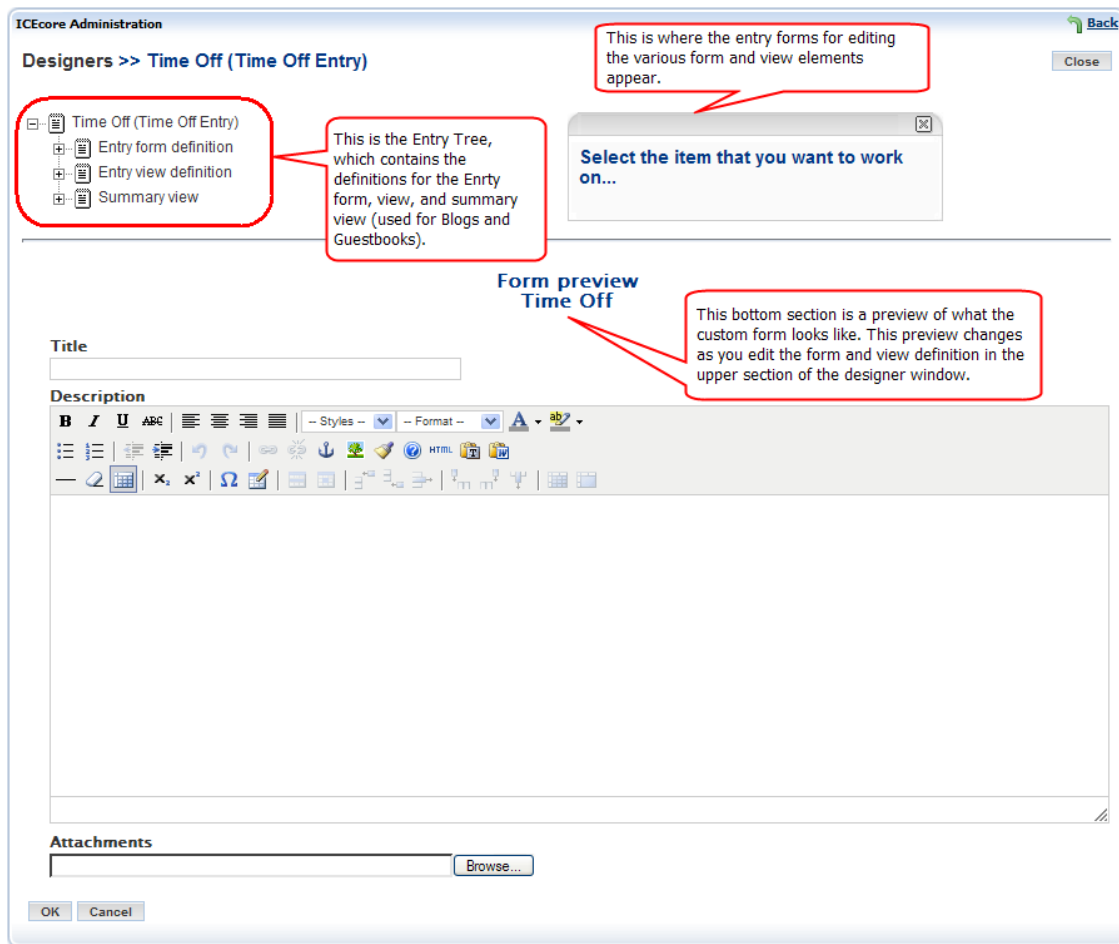 ICEcore Administration
Back
Designers >> Time Off (Time Off Entry)
Close
This is where the entry forms for editing
the various form and view elements
appear.
Time Off (Time Off Entry)
Entry form definition
Entry view definition
Summary view
This is the Entry Tree,
which contains the
definitions for the Enrty
form, view, and summary
view (used for Blogs and
Guestbooks).
Select the item that you want to work
on...
Form preview
Time Off
This bottom section is a preview of what the
custom form looks like. This preview changes
as you edit the form and view definition in the
upper section of the designer window.
Title
Description
B I U ABC -- Styles -- -- Format -- A ab
HTML T W
x₂ x² Ω
Attachments
Browse...
OK Cancel